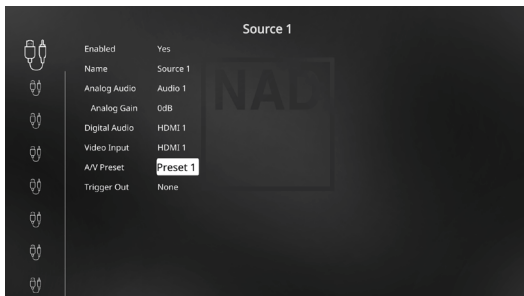 Source 1
Enabled Yes
Name Source 1
Analog Audio Audio 1
Analog Gain 0dB
Digital Audio HDMI 1
Video Input HDMI 1
A/V Preset Preset 1
Trigger Out None
NAD